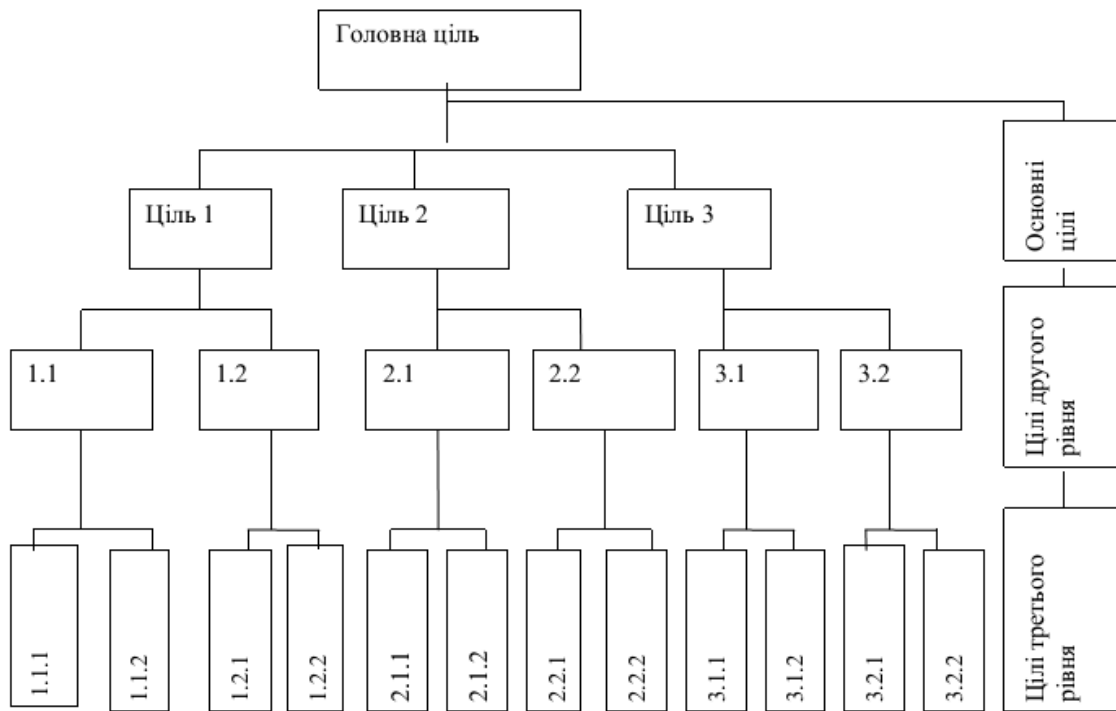 Головна ціль
Ціль 1
Ціль 2
Ціль 3
Основні
цілі
1.1
1.2
2.1
2.2
3.1
3.2
Цілі другого
рівня
1.1.1
1.1.2
1.2.1
1.2.2
2.1.1
2.1.2
2.2.1
2.2.2
3.1.1
3.1.2
3.2.1
3.2.2
Цілі третього
рівня